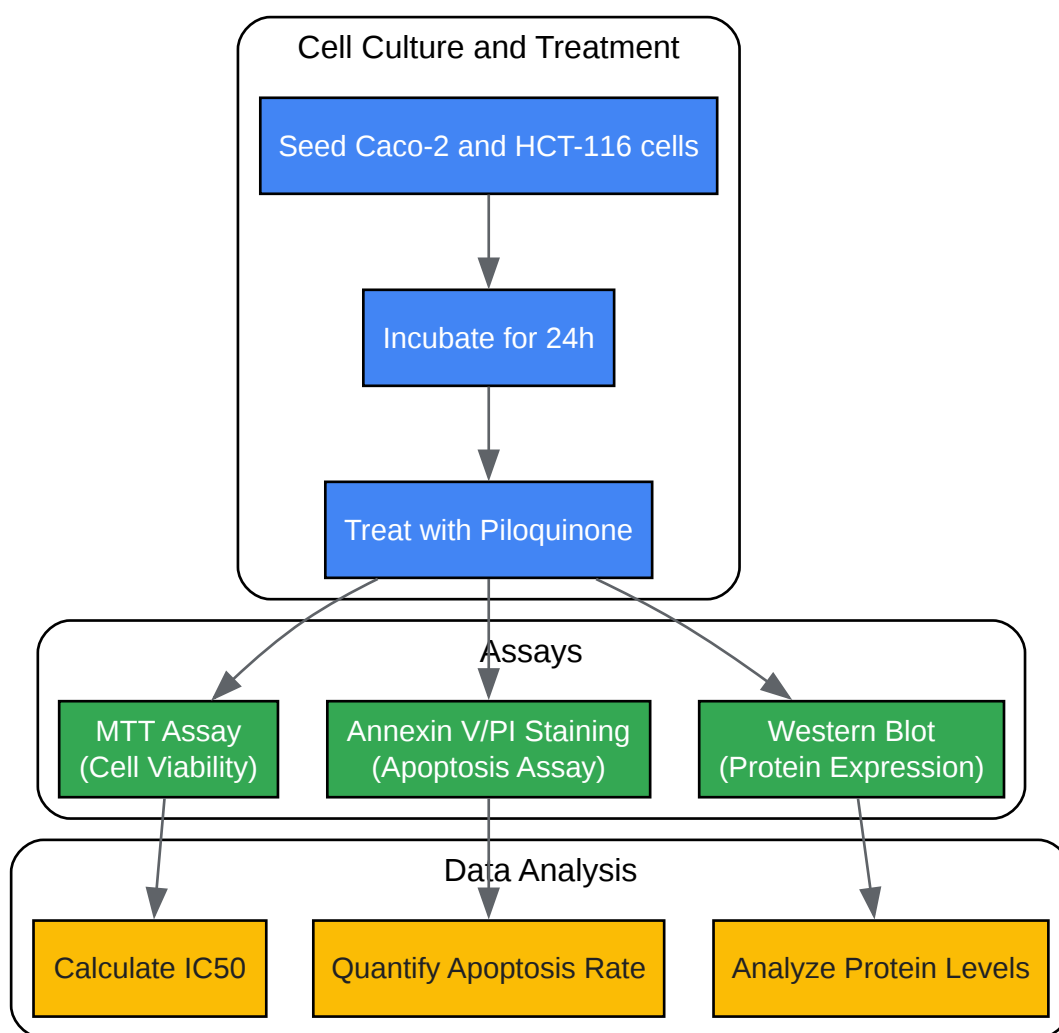 Cell Culture and Treatment
Seed Caco-2 and HCT-116 cells
Incubate for 24h
Treat with Piloquinone
Assays
MTT Assay
(Cell Viability)
Annexin V/PI Staining
(Apoptosis Assay)
Western Blot
(Protein Expression)
Data Analysis
Calculate IC50
Quantify Apoptosis Rate
Analyze Protein Levels